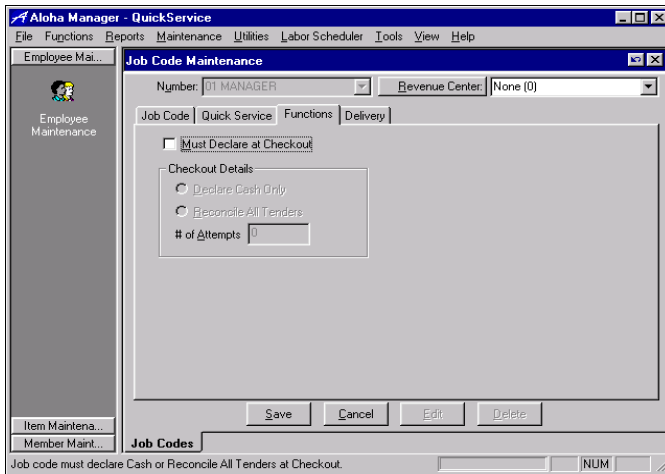 Aloha Manager - QuickService
File Functions Reports Maintenance Utilities Labor Scheduler Tools View Help
Employee Mai...
Employee
Maintenance
Item Maintena...
Member Maint...
Job Code Maintenance
Number: 01 MANAGER Revenue Center: None (0)
Job Code Quick Service Functions Delivery
Must Declare at Checkout
Checkout Details
Declare Cash Only
Reconcile All Tenders
# of Attempts 0
Save Cancel Edit Delete
Job Codes
Job code must declare Cash or Reconcile All Tenders at Checkout. NUM